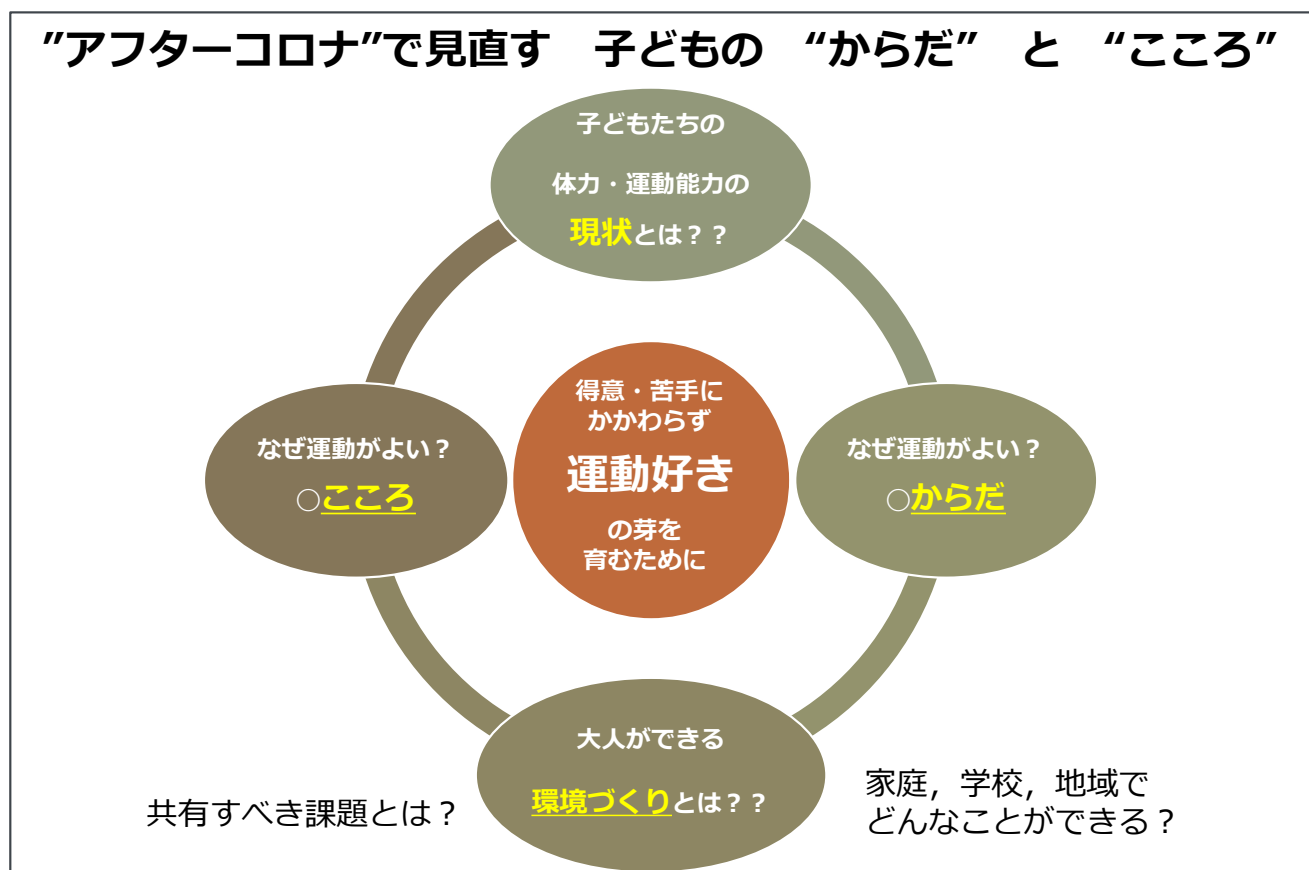 ”アフターコロナ”で見直す　子どもの　“からだ”　と　“こころ”
子どもたちの
体力・運動能力の
現状とは？？
なぜ運動がよい？
○こころ
得意・苦手に
かかわらず
運動好き
の芽を
育むために
なぜ運動がよい？
○からだ
大人ができる
環境づくりとは？？
共有すべき課題とは？
家庭，学校，地域で
どんなことができる？